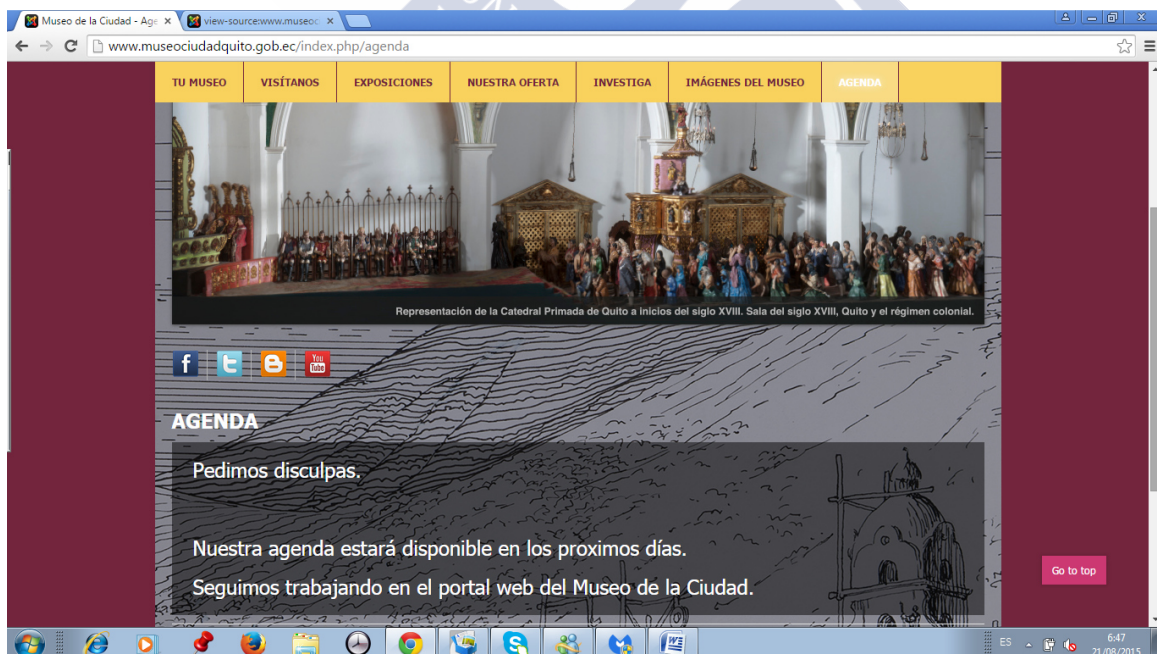 Museo de la Ciudad - Age
view-source:www.museoc
www.museociudadquito.gob.ec/index.php/agenda
TU MUSEO VISÍTANOS EXPOSICIONES NUESTRA OFERTA INVESTIGA IMÁGENES DEL MUSEO AGENDA
Representación de la Catedral Primada de Quito a inicios del siglo XVIII. Sala del siglo XVIII, Quito y el régimen colonial.
You Tube
AGENDA
Pedimos disculpas.
Nuestra agenda estará disponible en los proximos días.
Seguimos trabajando en el portal web del Museo de la Ciudad.
Go to top
ES
6:47
21/08/2015